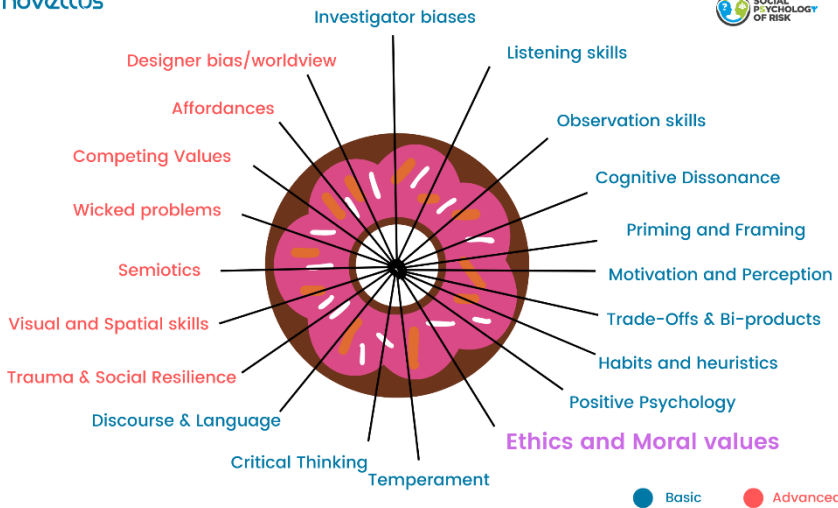 novellus
SOCIAL
PSYCHOLOGY
OF RISK
Investigator biases
Designer bias/worldview
Listening skills
Affordances
Observation skills
Competing Values
Cognitive Dissonance
Wicked problems
Priming and Framing
Semiotics
Motivation and Perception
Visual and Spatial skills
Trade-Offs & Bi-products
Trauma & Social Resilience
Habits and heuristics
Discourse & Language
Positive Psychology
Ethics and Moral values
Critical Thinking
Temperament
Basic
Advanced